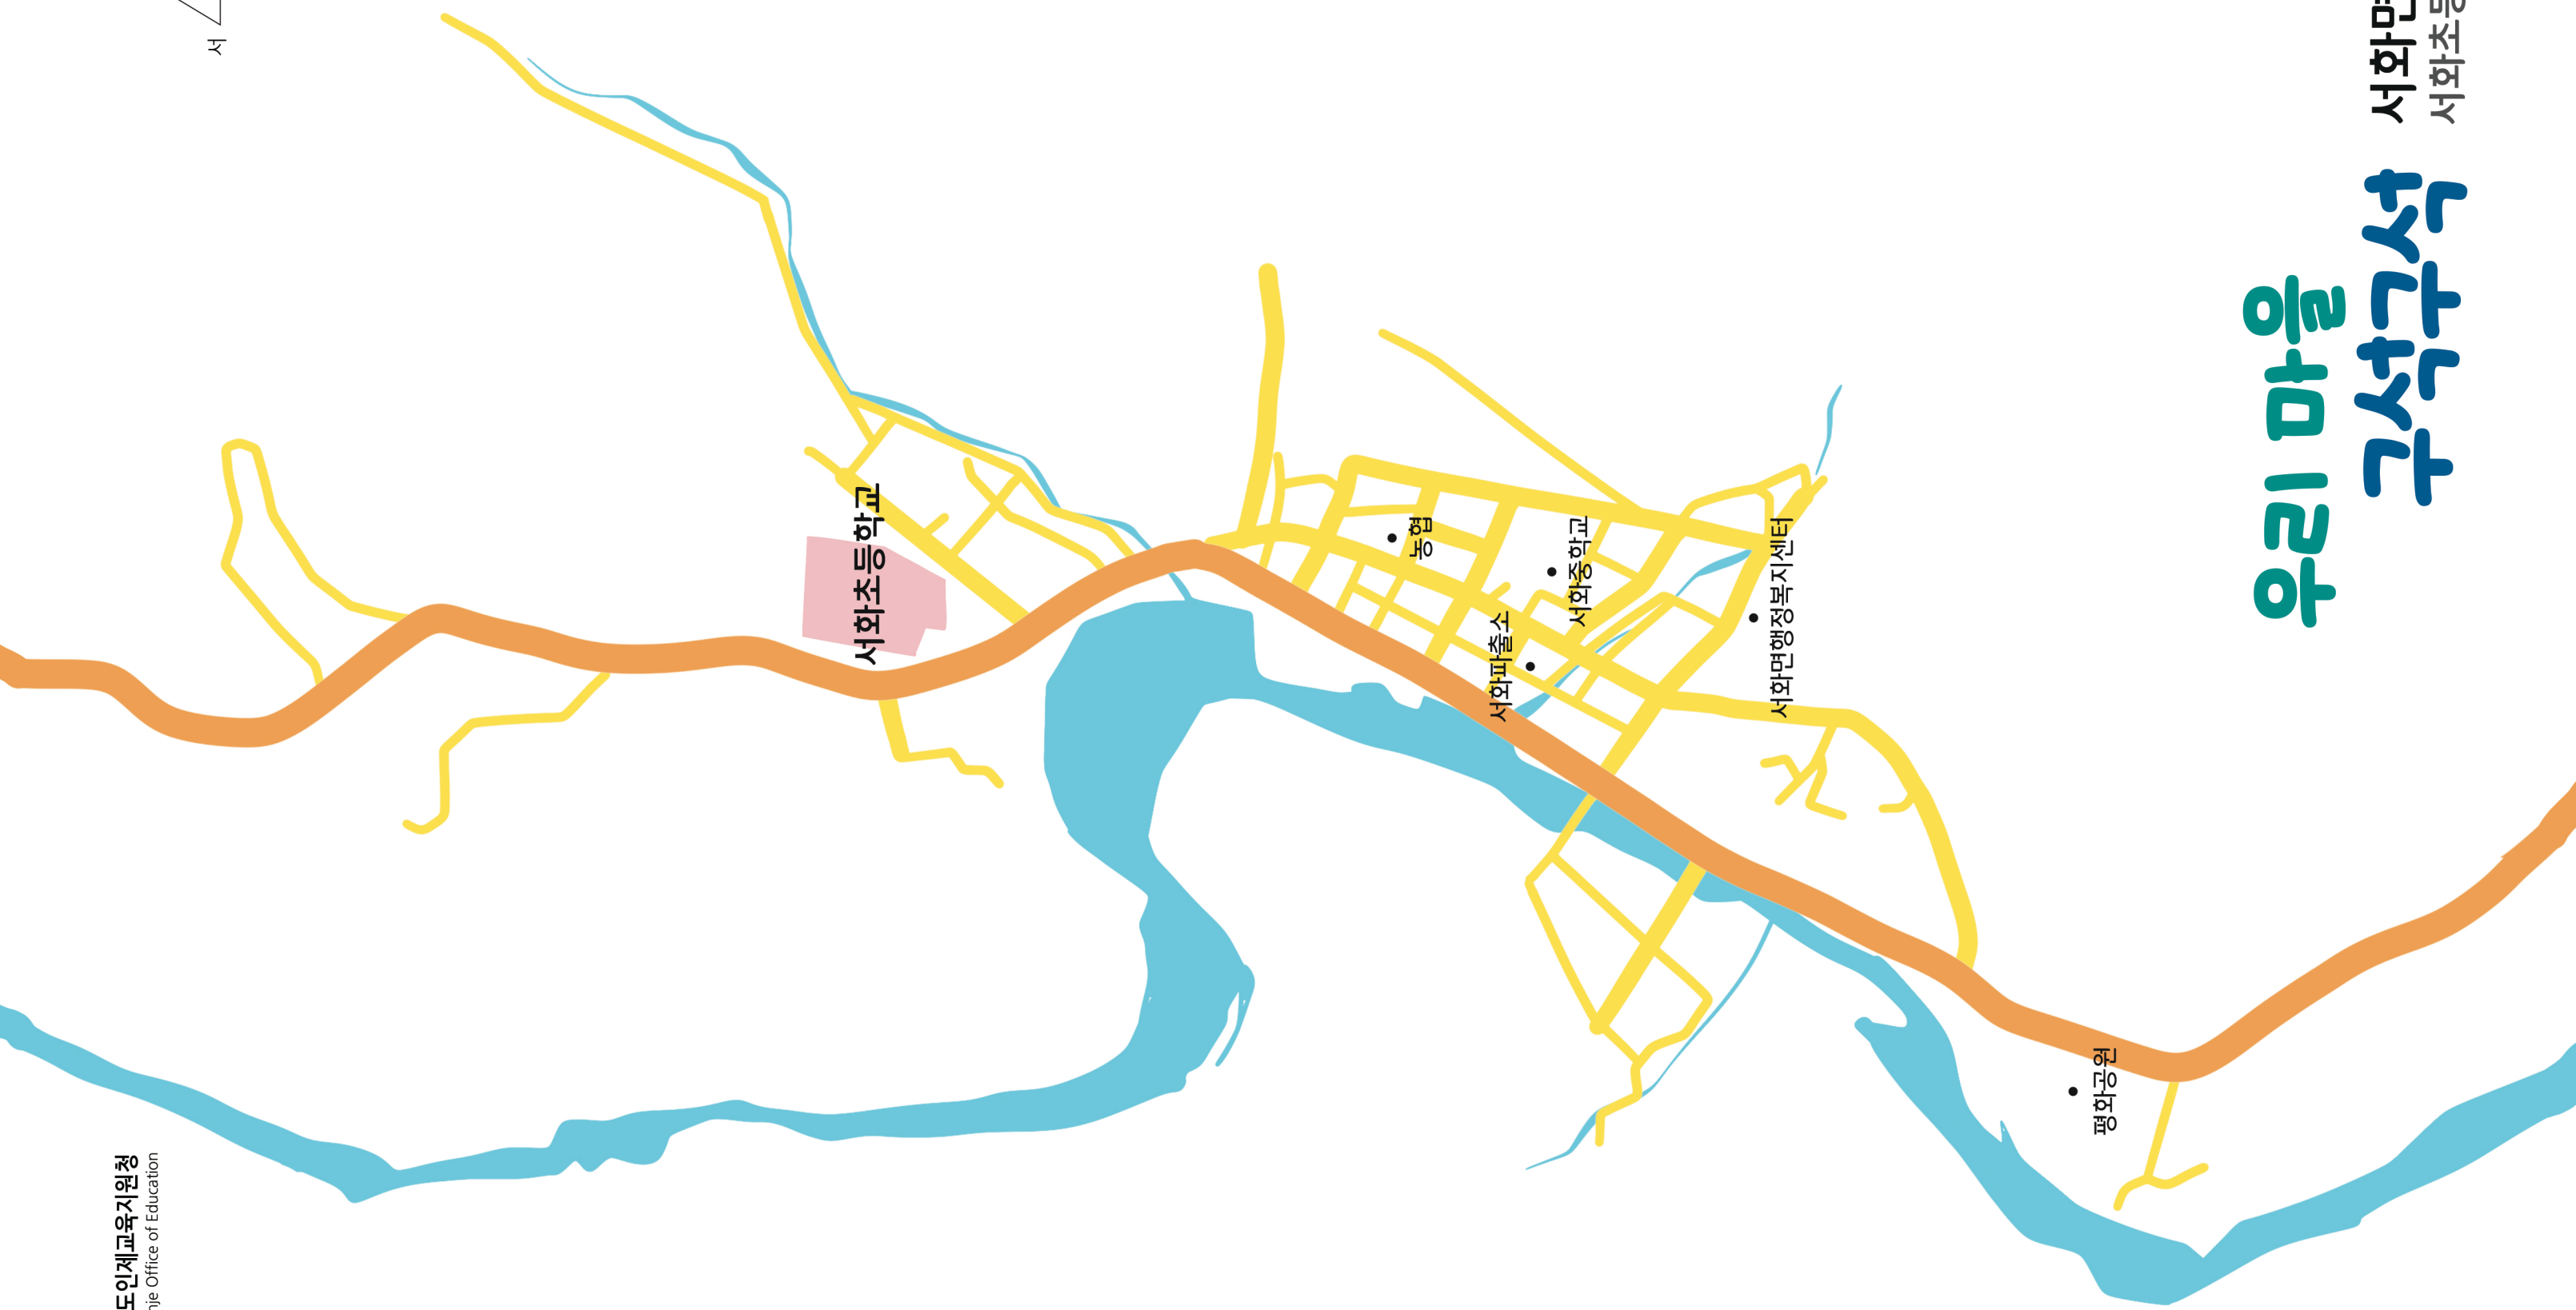 우리 마을
구석구석
서화면
서화초등
서
서화초등학교
농협
서화중학교
서화파출소
서화면행정복지센터
평화공원
도인제교육지원청
Office of Education